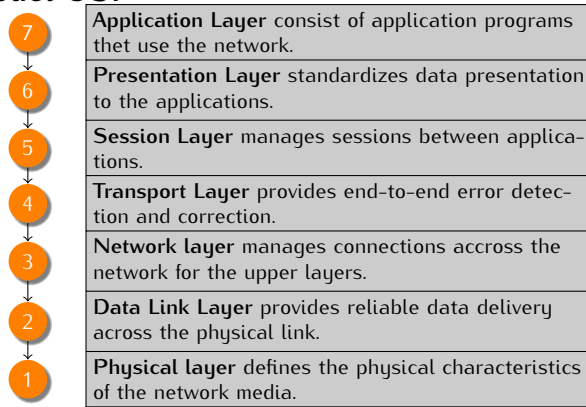 7
Application Layer consist of application programs
thet use the network.
6
Presentation Layer standardizes data presentation
to the applications.
5
Session Layer manages sessions between applica-
tions.
4
Transport Layer provides end-to-end error detec-
tion and correction.
3
Network layer manages connections accross the
network for the upper layers.
2
Data Link Layer provides reliable data delivery
across the physical link.
1
Physical layer defines the physical characteristics
of the network media.